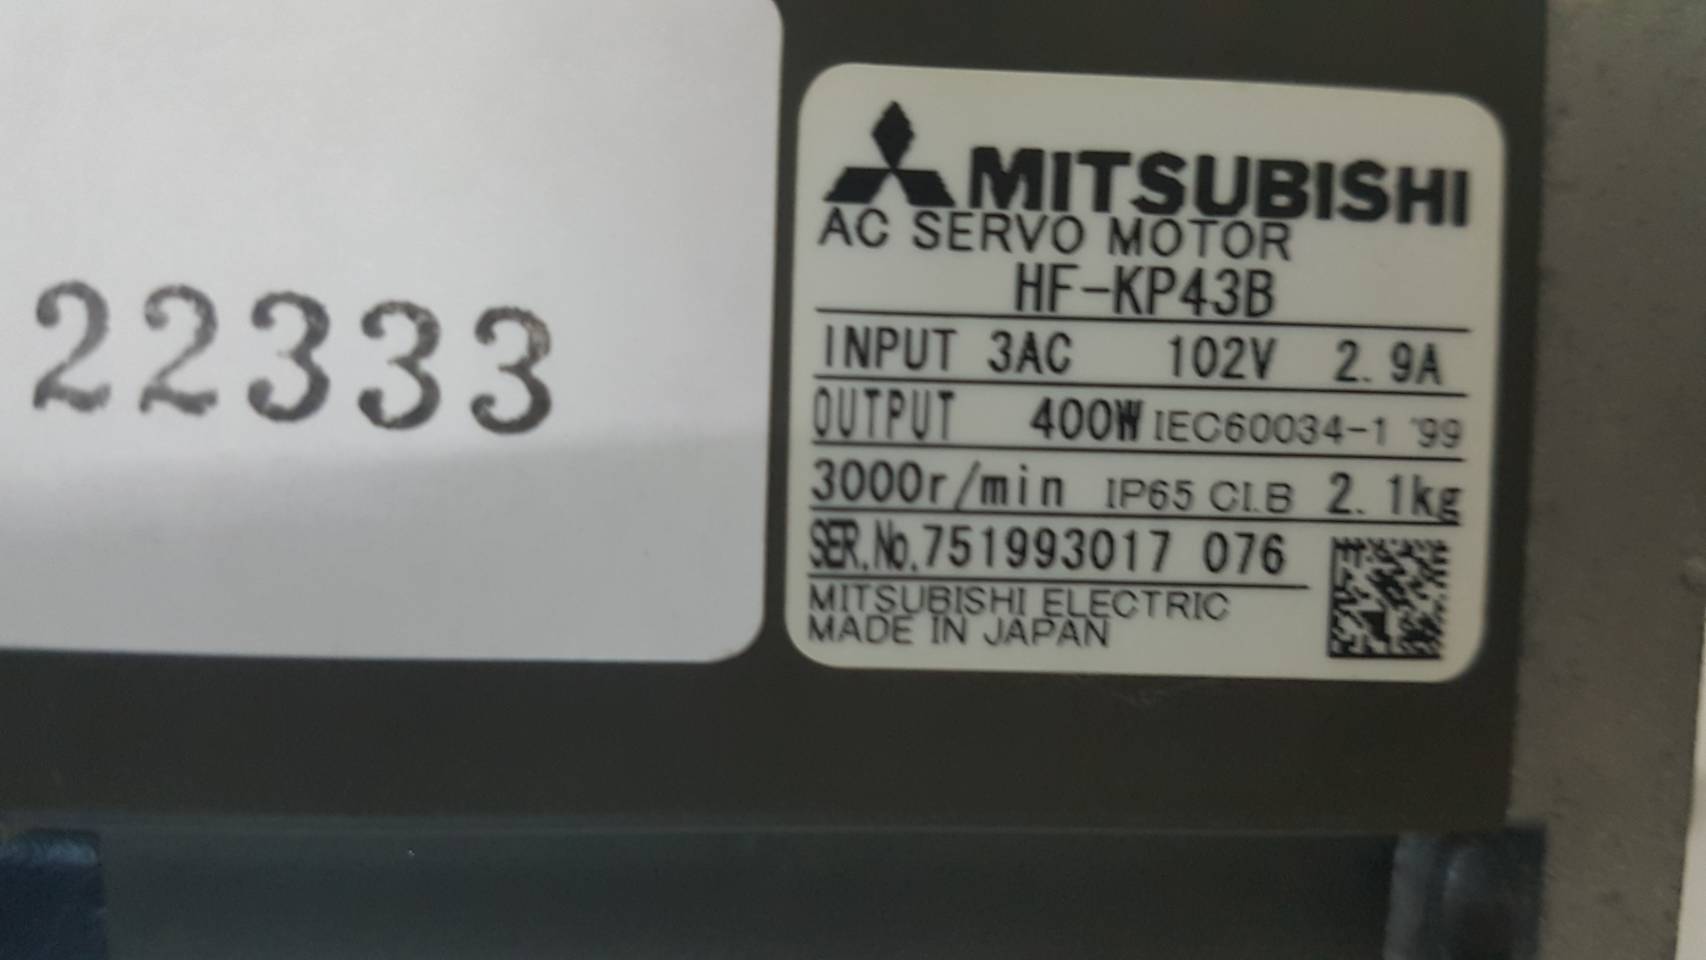 22333
MITSUBISHI
AC SERVO MOTOR
HF-KP43B
INPUT 3AC 102V 2.9A
OUTPUT 400W IEC60034-1 '99
3000r/min IP65 CI.B 2.1kg
SER.No.751993017 076
MITSUBISHI ELECTRIC
MADE IN JAPAN